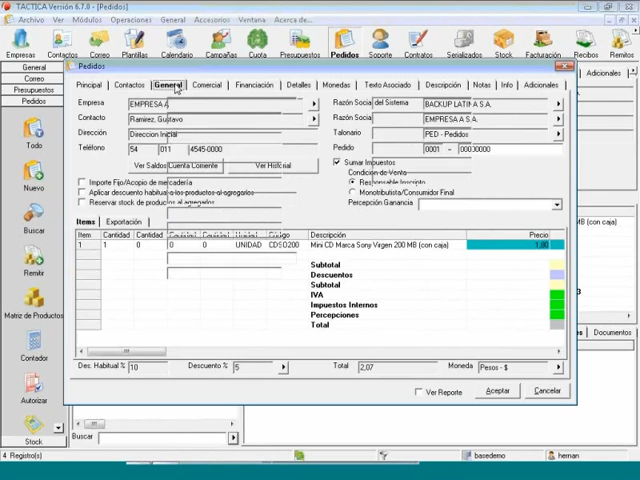 TACTICA Versión 6.7.0 - [Pedidos]
Archivo Ver Módulos Operaciones General Accesorios Ventana Acerca de...
Empresas Contactos Correo Plantillas Calendario Campañas Cuota Presupuestos Pedidos Soporte Contratos Serializados Stock Facturación Recibos Remitos
General
Correo
Presupuestos
Pedidos
Todo
Nuevo
Buscar
Remitir
Matriz de Productos
Contador
Autorizar
Stock
Adicionales
Documentos
Pedidos
Principal Contactos General Comercial Financiación Detalles Monedas Texto Asociado Descripción Notas Info Adicionales
Empresa EMPRESA A
Razón Social del Sistema BACKUP LATINA S.A.
Contacto Ramirez, Gustavo
Razón Social EMPRESA A S.A.
Dirección Direccion Inicial
Talonario PED - Pedidos
Teléfono 54 011 4545-0000
Pedido 0001 - 00000000
Ver Saldos Cuenta Corriente Ver Historial
Sumar Impuestos
Condición de Venta
Importe Fijo/Acopio de mercadería
Responsable Inscripto
Aplicar descuento habitual a los productos al agregarlos
Monotributista/Consumidor Final
Reservar stock de productos al agregarlos
Percepción Ganancia
Items Exportación
Item Cantidad Cantidad Cantidad Cantidad Unidad Código Descripción Precio
1 1 0 0 0 UNIDAD CDSO200 Mini CD Marca Sony Virgen 200 MB (con caja) 1,80
Subtotal
Descuentos
Subtotal
IVA
Impuestos Internos
Percepciones
Total
Des. Habitual % 10 Descuento % 5 Total 2,07 Moneda Pesos - $
Ver Reporte Aceptar Cancelar
Buscar
4 Registro(s) basedemo hernan